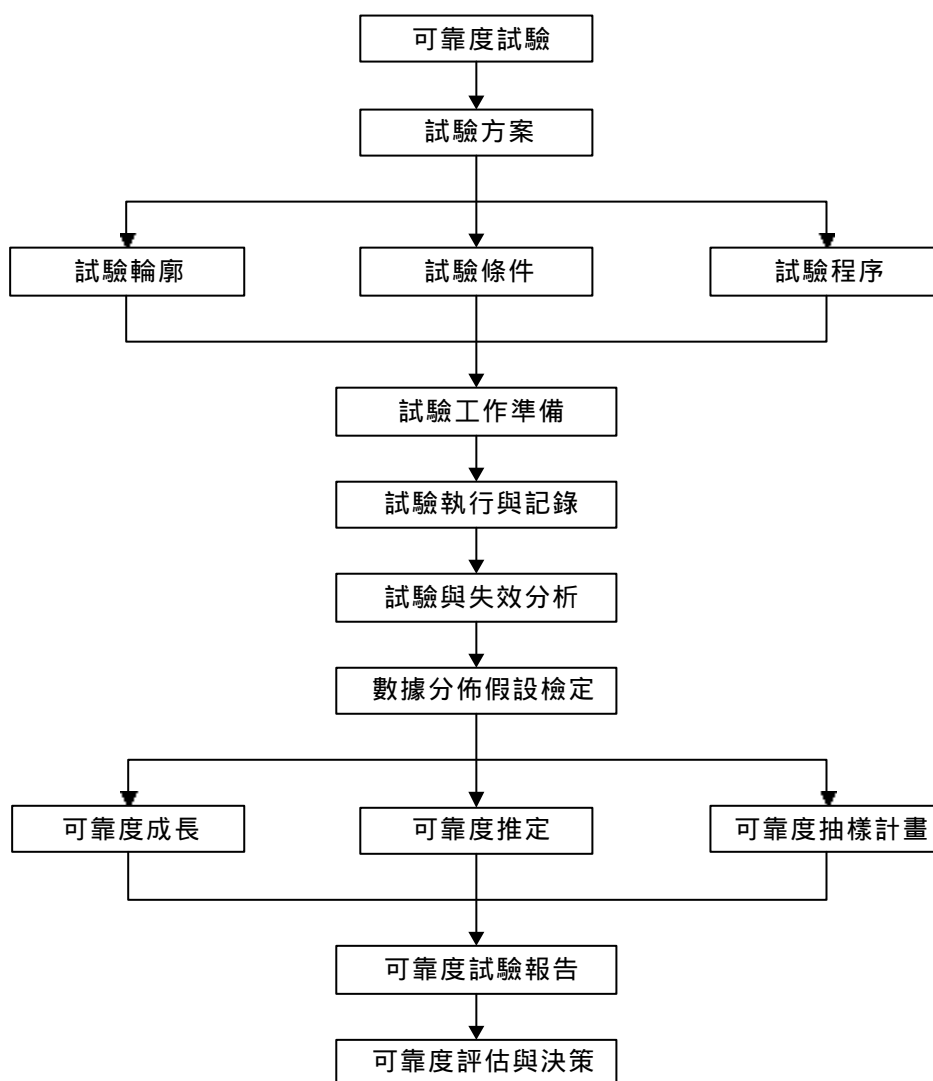 可靠度試驗
試驗方案
試驗輪廓
試驗條件
試驗程序
試驗工作準備
試驗執行與記錄
試驗與失效分析
數據分佈假設檢定
可靠度成長
可靠度推定
可靠度抽樣計畫
可靠度試驗報告
可靠度評估與決策